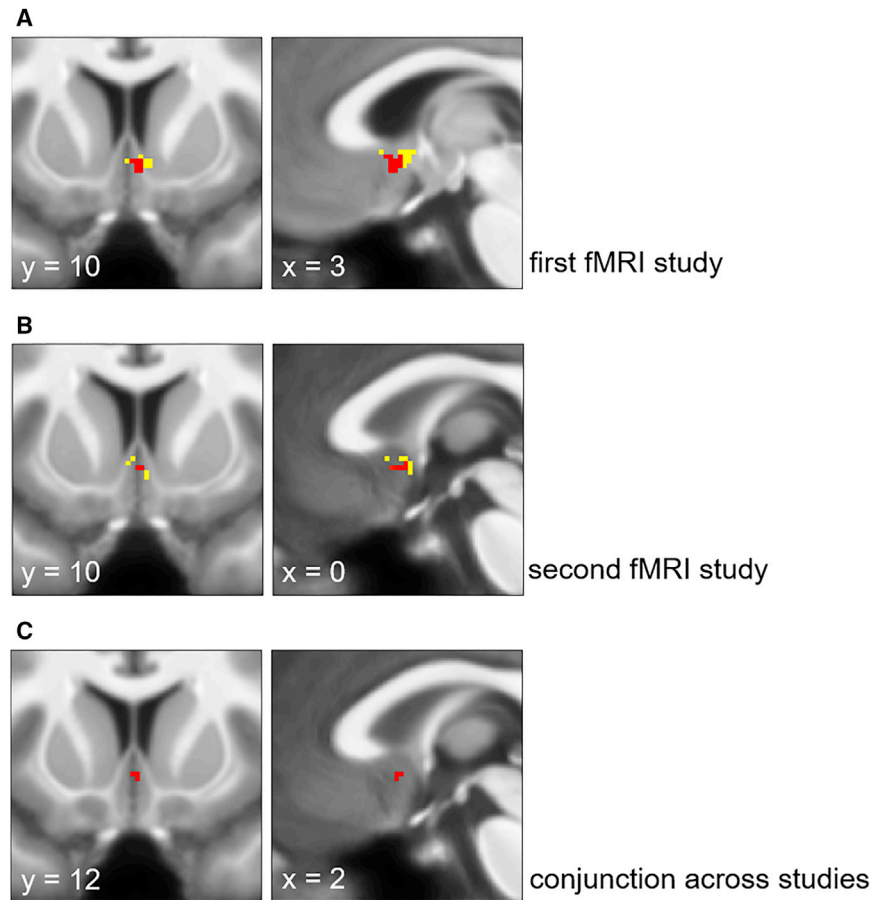 A
y = 10
x = 3
first fMRI study
B
y = 10
x = 0
second fMRI study
C
y = 12
x = 2
conjunction across studies